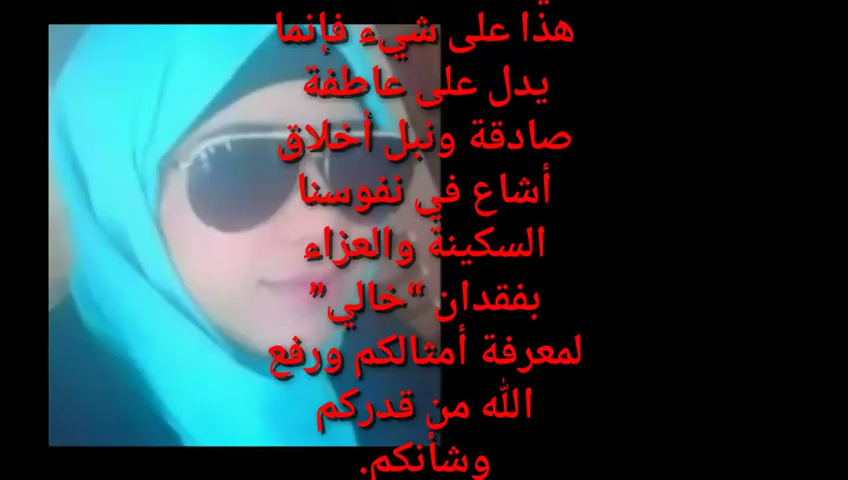 هذا على شيء فإنما
يدل على عاطفة
صادقة ونبل أخلاق
أشاع في نفوسنا
السكينة والعزاء
بفقدان “خالي”
لمعرفة أمثالكم ورفع
الله من قدركم
وشأنكم.